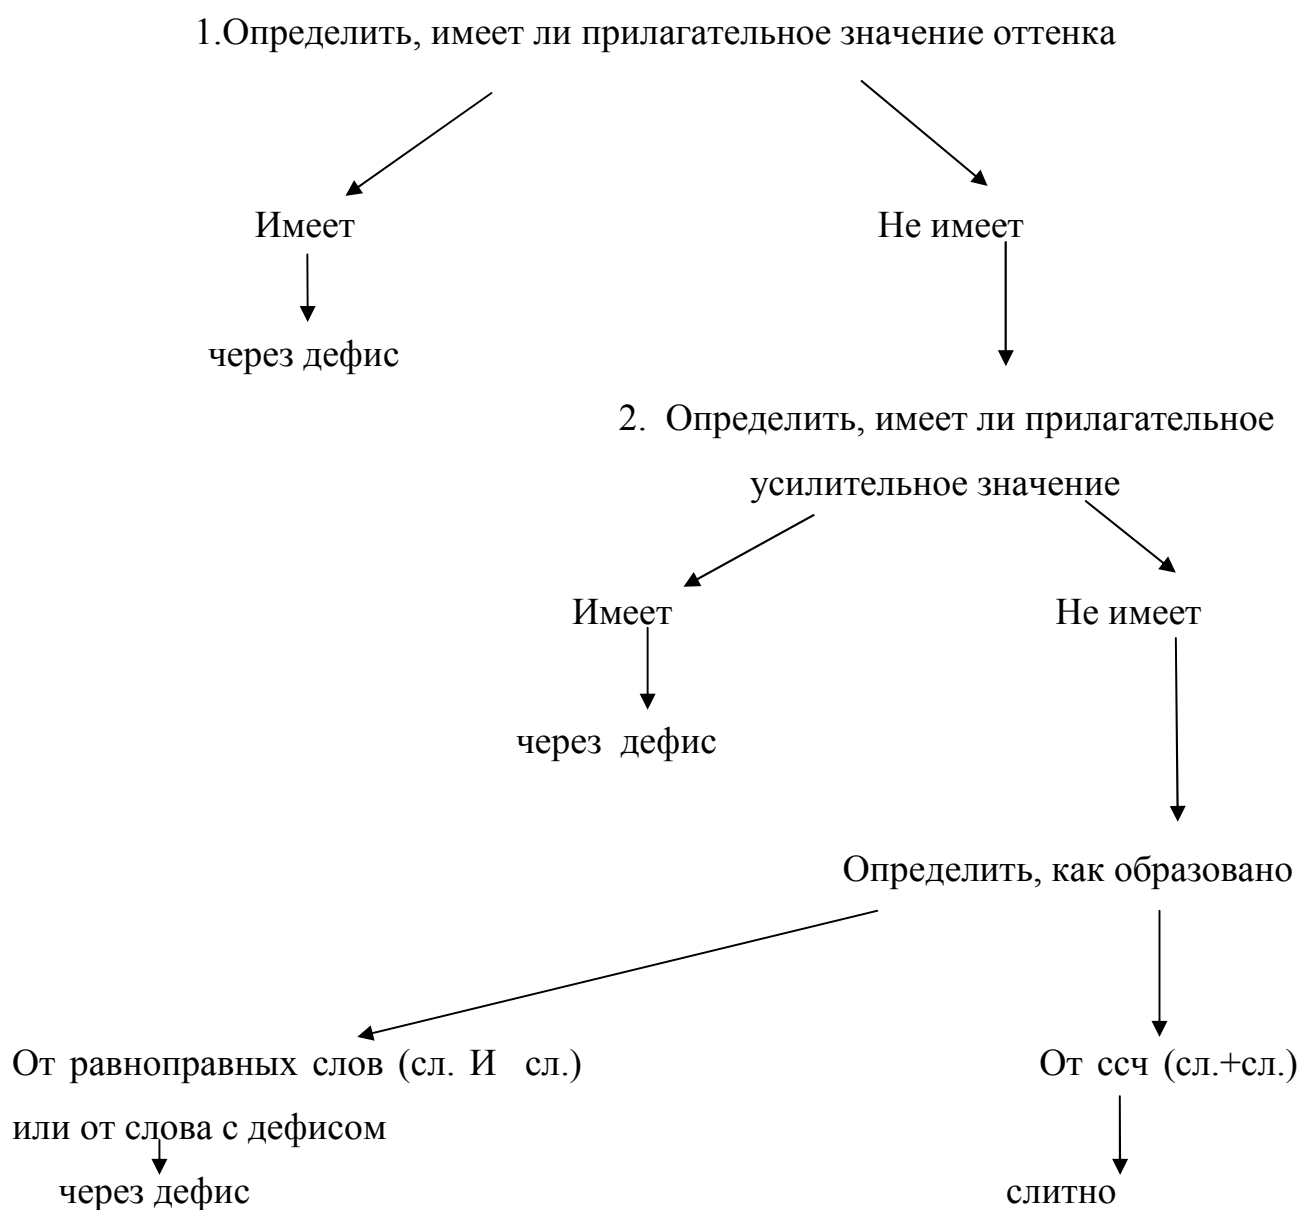 1.Определить, имеет ли прилагательное значение оттенка
Имеет
Не имеет
через дефис
2. Определить, имеет ли прилагательное
усилительное значение
Имеет
Не имеет
через дефис
Определить, как образовано
От равноправных слов (сл. И сл.)
или от слова с дефисом
через дефис
От ссч (сл.+сл.)
слитно